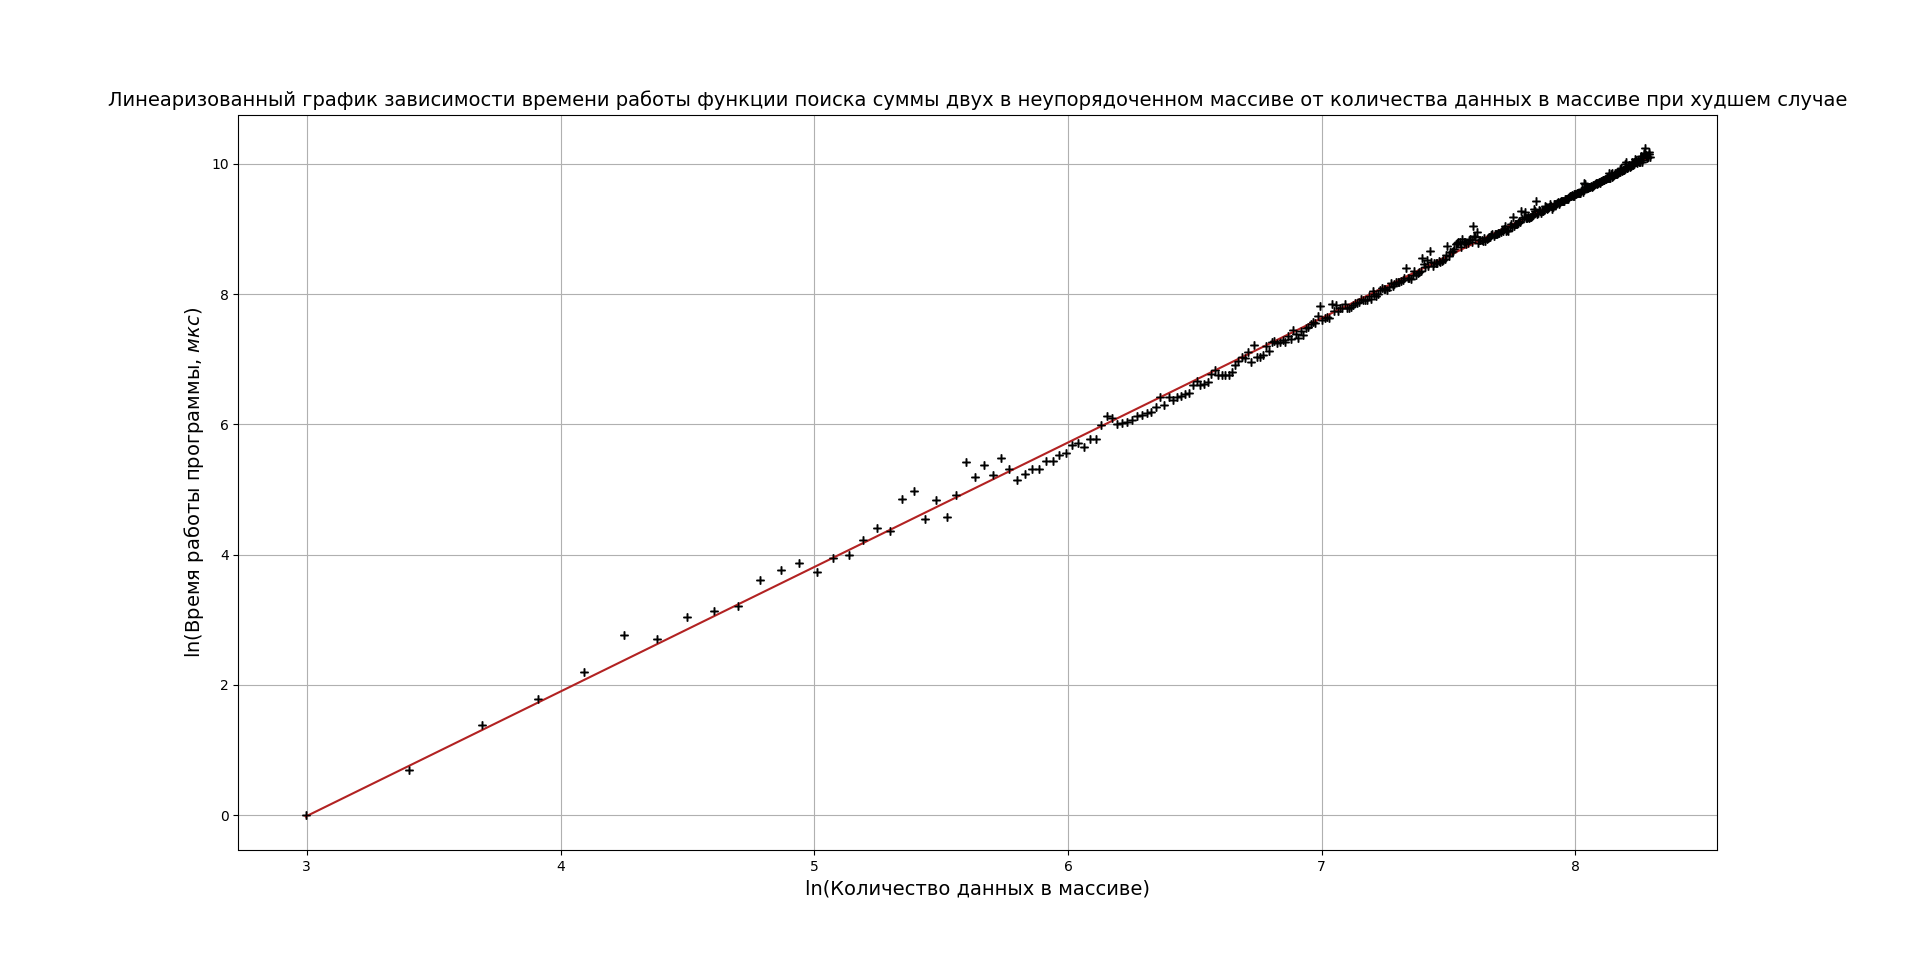 Линеаризованный график зависимости времени работы функции поиска суммы двух в неупорядоченном массиве от количества данных в массиве при худшем случае
ln(Время работы программы, мкс)
10
8
6
4
2
0
3 4 5 6 7 8
ln(Количество данных в массиве)